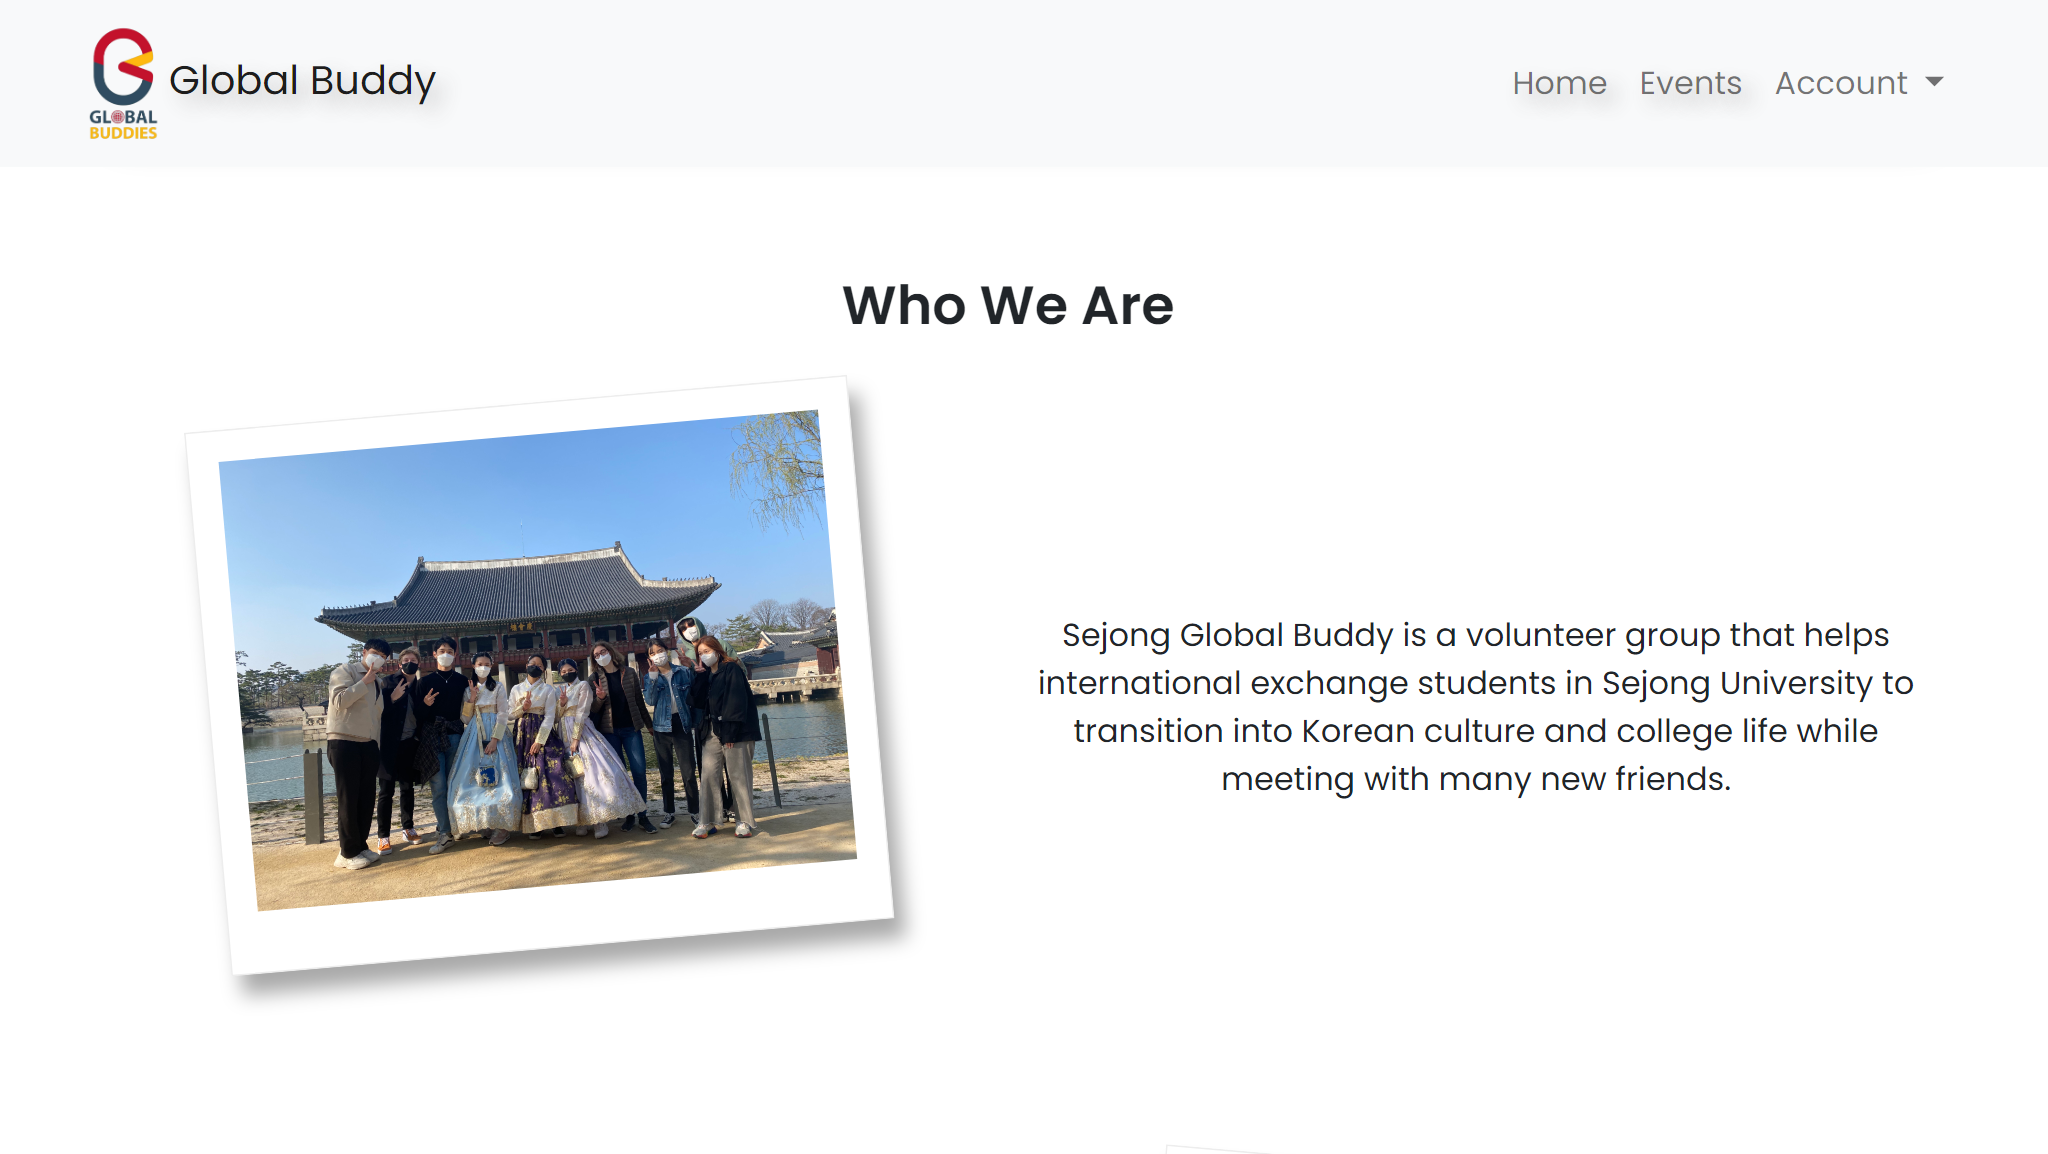 GLOBAL
BUDDIES
Global Buddy
Home
Events
Account
Who We Are
Sejong Global Buddy is a volunteer group that helps
international exchange students in Sejong University to
transition into Korean culture and college life while
meeting with many new friends.